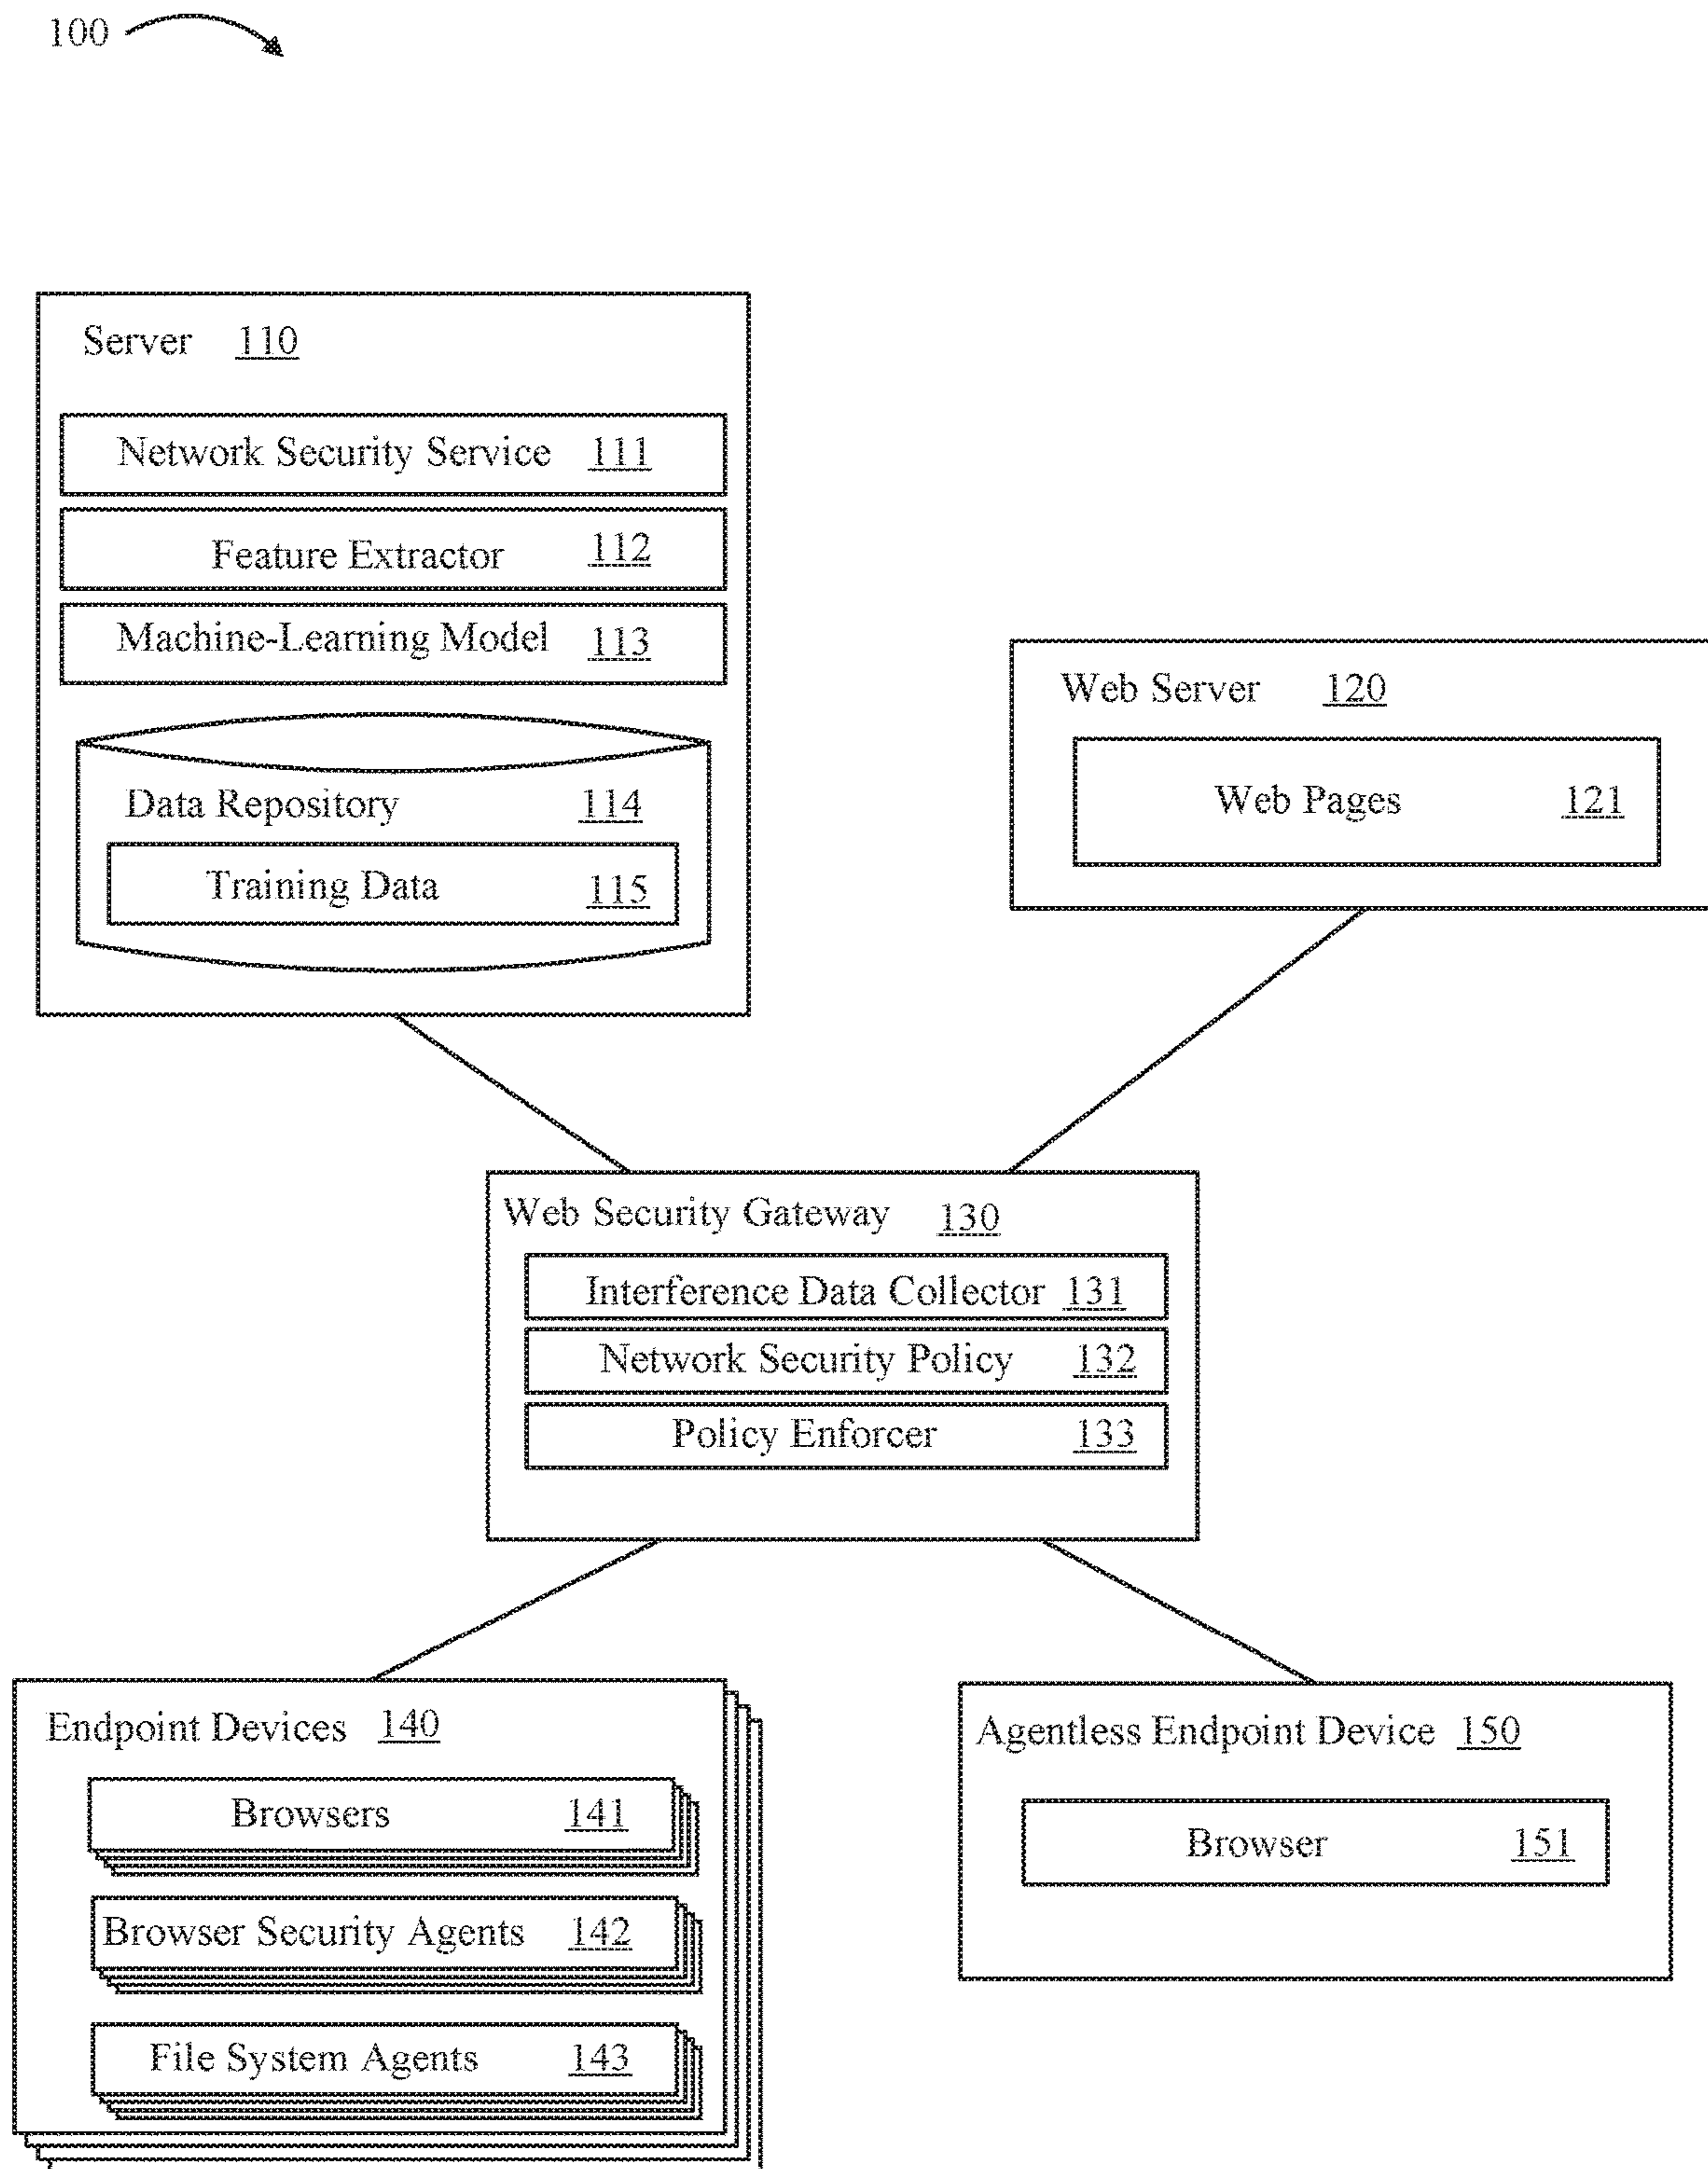 100
Server 110
Network Security Service 111
Feature Extractor 112
Machine-Learning Model 113
Data Repository 114
Training Data 115
Web Server 120
Web Pages 121
Web Security Gateway 130
Interference Data Collector 131
Network Security Policy 132
Policy Enforcer 133
Endpoint Devices 140
Browsers 141
Browser Security Agents 142
File System Agents 143
Agentless Endpoint Device 150
Browser 151